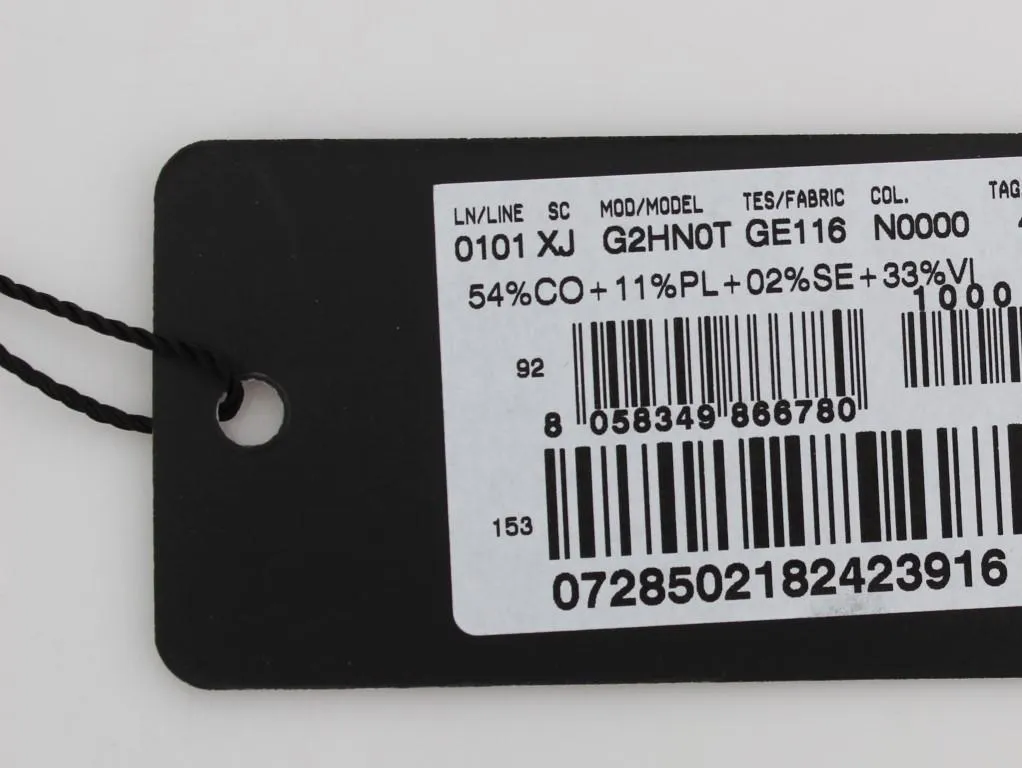 LN/LINE SC MOD/MODEL TES/FABRIC COL. TAG
0101 XJ G2HN0T GE116 N0000
54%CO+11%PL+02%SE+33%VI
1000
92
8 058349 866780
153
0728502182423916